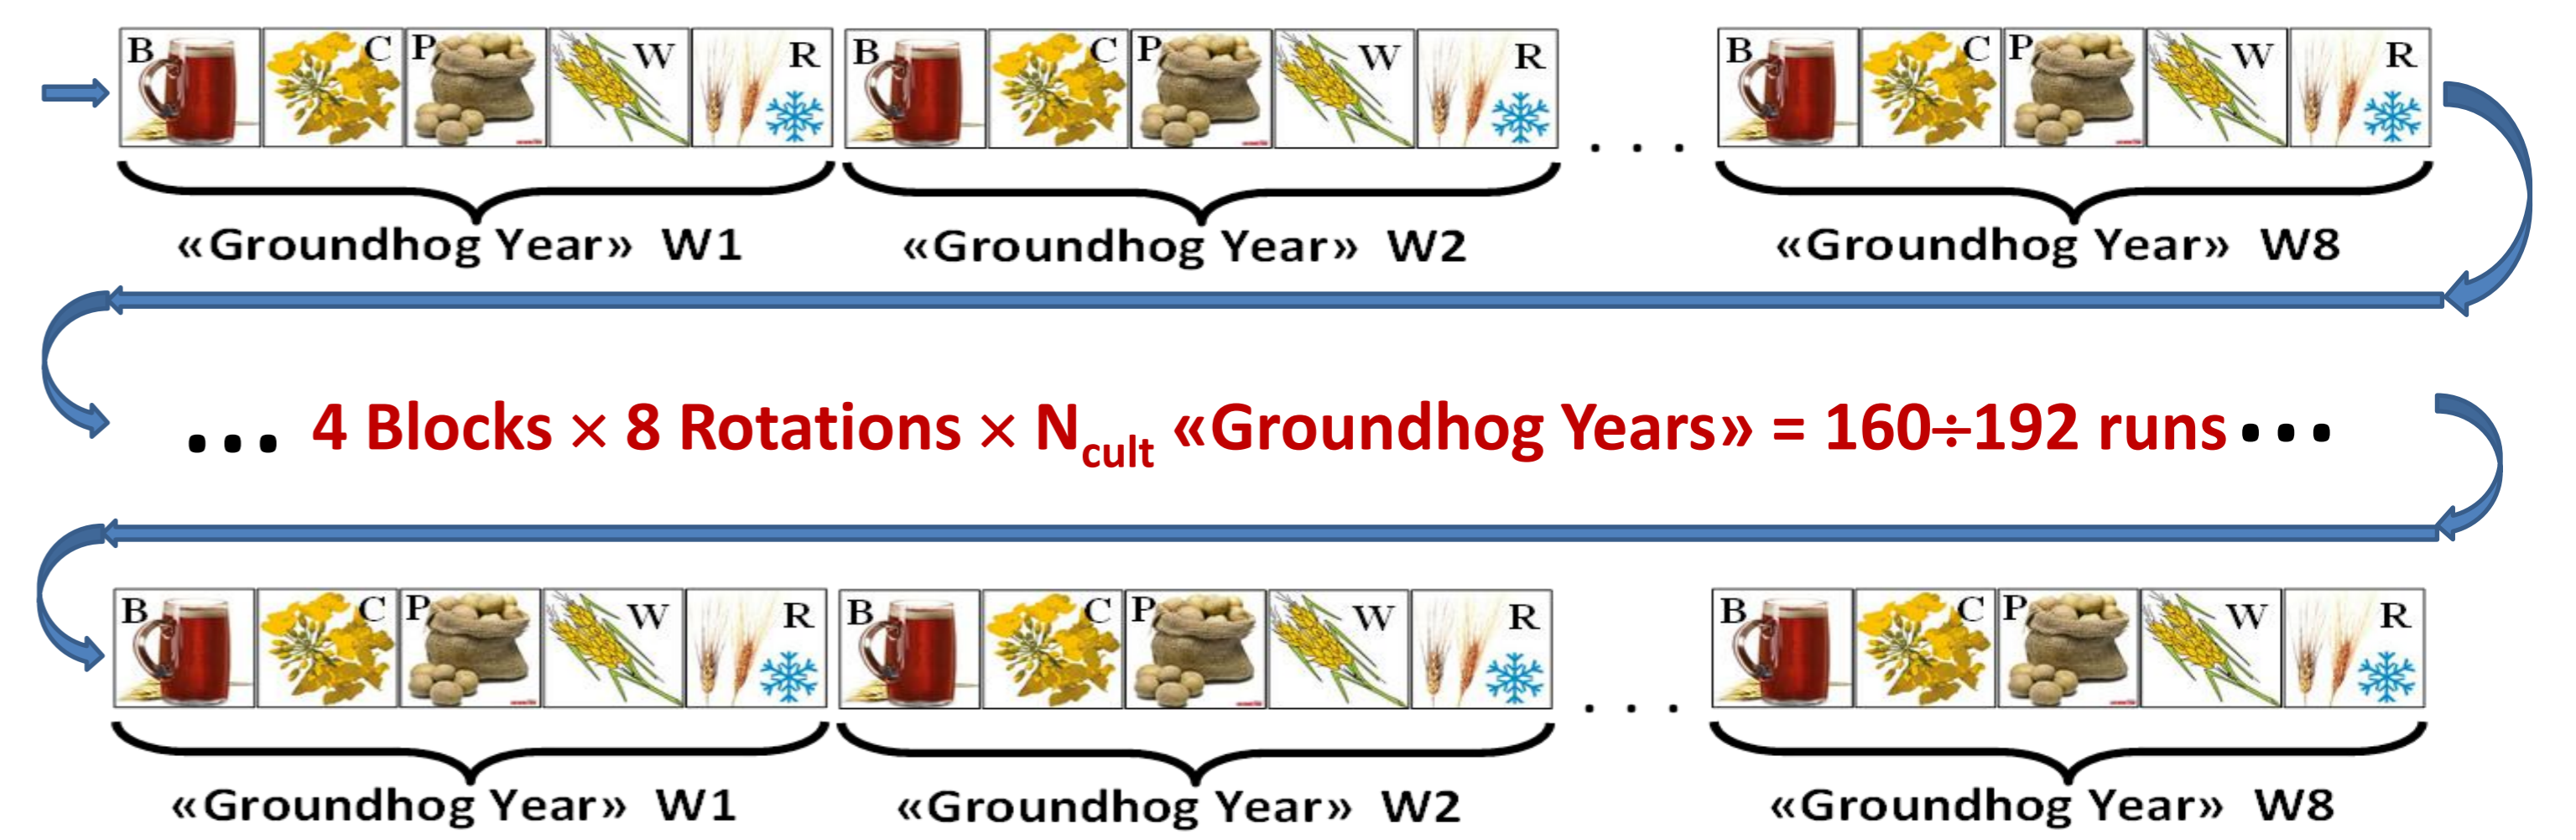 B C P W R B C P W R B C P W R
. . .
«Groundhog Year» W1 «Groundhog Year» W2 «Groundhog Year» W8
... 4 Blocks × 8 Rotations × Ncult «Groundhog Years» = 160÷192 runs ...
B C P W R B C P W R B C P W R
. . .
«Groundhog Year» W1 «Groundhog Year» W2 «Groundhog Year» W8